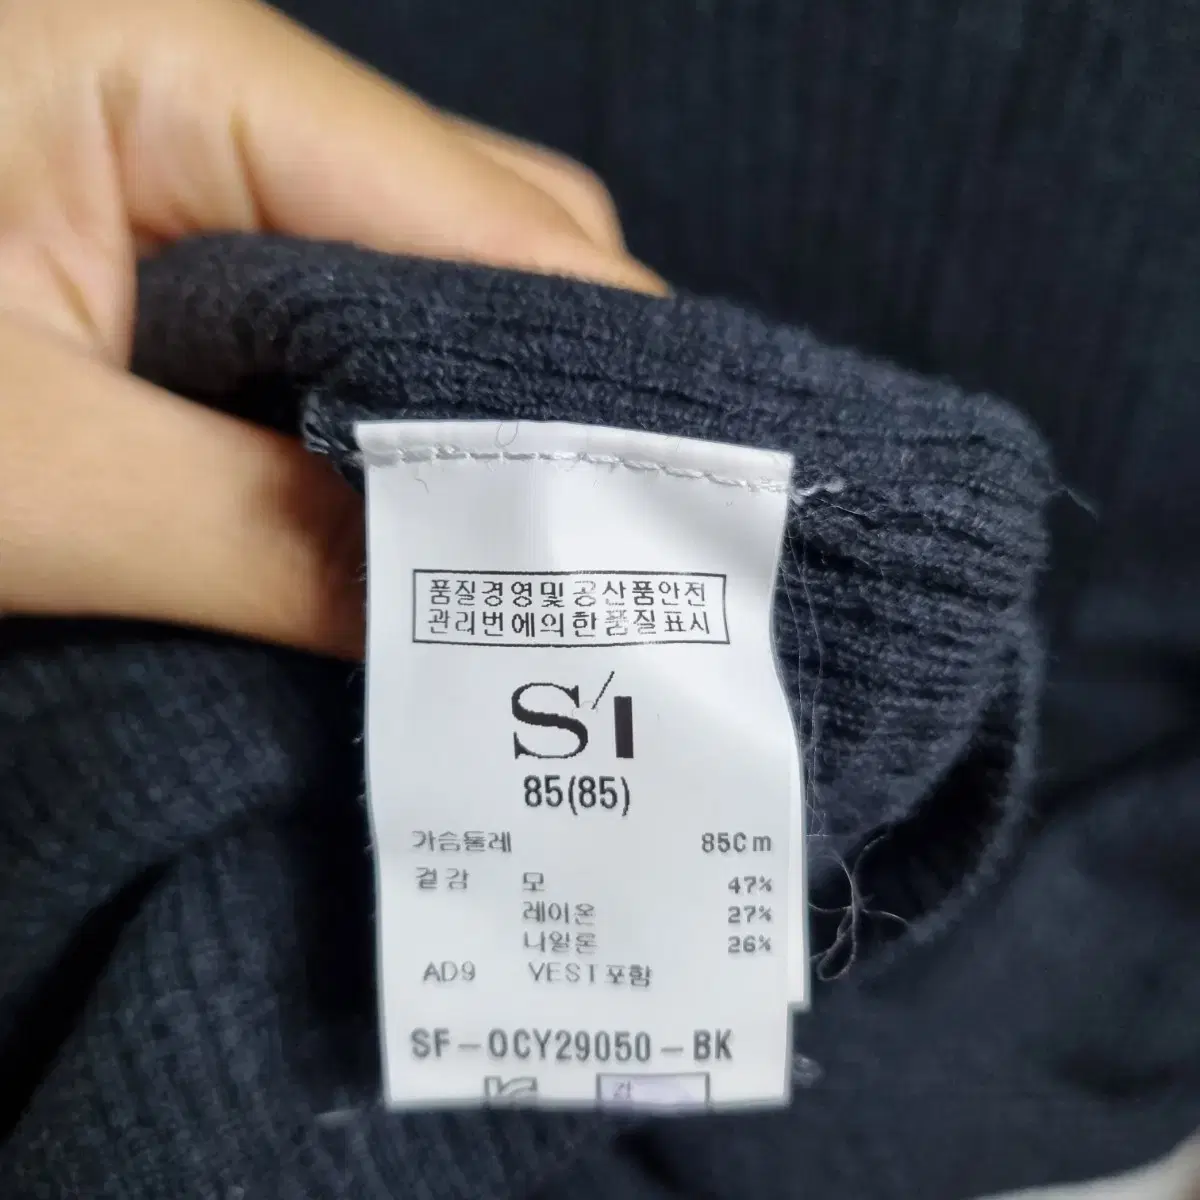 품질경영및공산품안전
관리번에의한품질표시
S/I
85(85)
가슴둘레 85Cm
겉감 모 47%
레이온 27%
나일론 26%
AD9 VEST포함
SF-OCY29050-BK